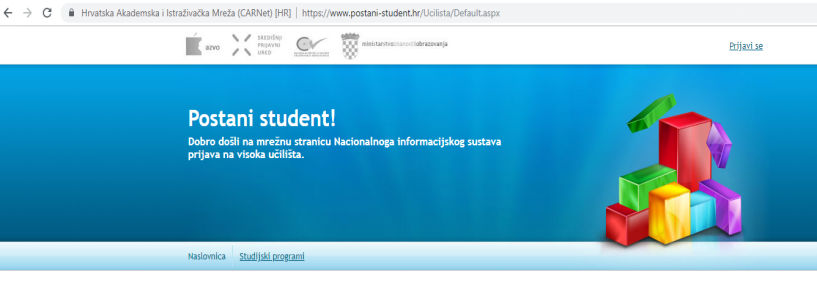 Hrvatska Akademska i Istraživačka Mreža (CARNet) [HR] | https://www.postani-student.hr/Ucilista/Default.aspx
azvo
SREDIŠNJI
PRIJAVNI
URED
ministarstvoznanostiiobrazovanja
Prijavi se
Postani student!
Dobro došli na mrežnu stranicu Nacionalnoga informacijskog sustava
prijava na visoka učilišta.
Naslovnica Studijski programi